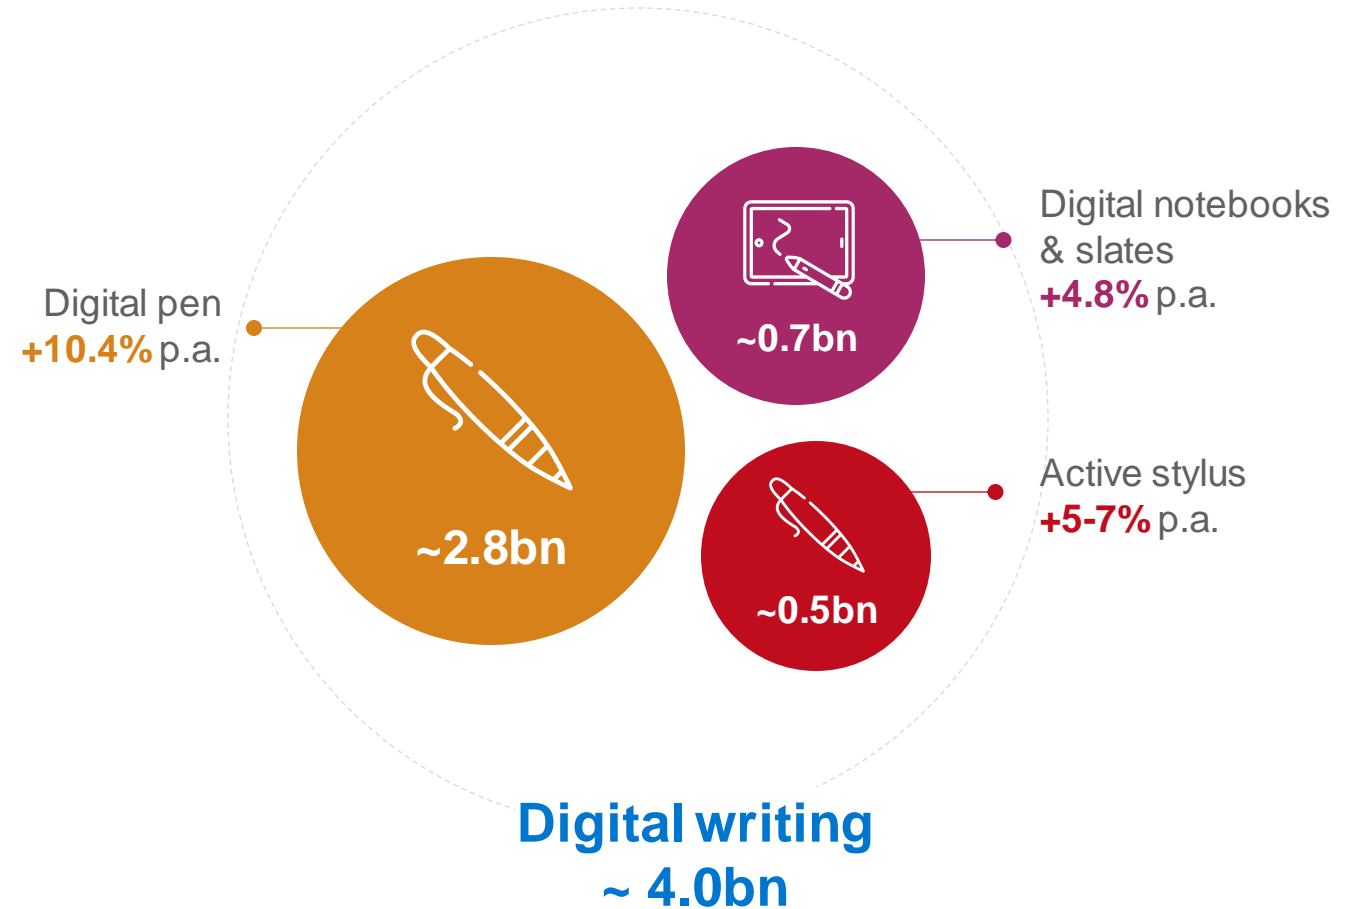 Digital pen
+10.4% p.a.
~2.8bn
Digital notebooks
& slates
+4.8% p.a.
~0.7bn
Active stylus
+5-7% p.a.
~0.5bn
Digital writing
~ 4.0bn